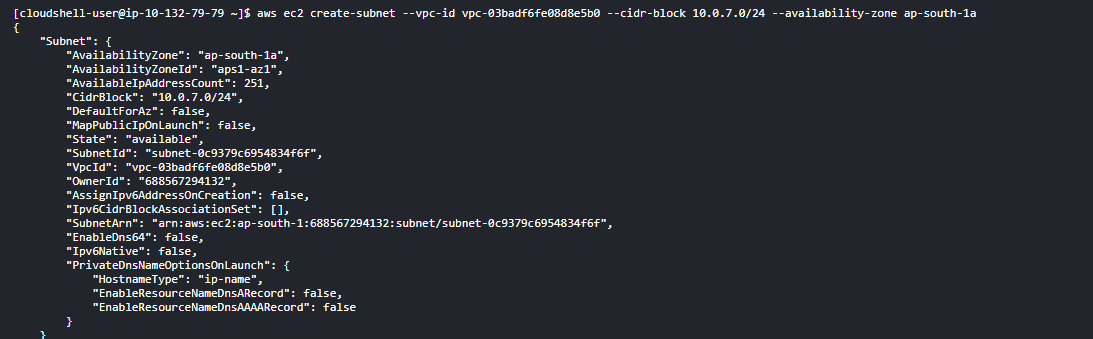 [cloudshell-user@ip-10-132-79-79 ~]$ aws ec2 create-subnet --vpc-id vpc-03badf6fe08d8e5b0 --cidr-block 10.0.7.0/24 --availability-zone ap-south-1a
{
    "Subnet": {
        "AvailabilityZone": "ap-south-1a",
        "AvailabilityZoneId": "aps1-az1",
        "AvailableIpAddressCount": 251,
        "CidrBlock": "10.0.7.0/24",
        "DefaultForAz": false,
        "MapPublicIpOnLaunch": false,
        "State": "available",
        "SubnetId": "subnet-0c9379c6954834f6f",
        "VpcId": "vpc-03badf6fe08d8e5b0",
        "OwnerId": "688567294132",
        "AssignIpv6AddressOnCreation": false,
        "Ipv6CidrBlockAssociationSet": [],
        "SubnetArn": "arn:aws:ec2:ap-south-1:688567294132:subnet/subnet-0c9379c6954834f6f",
        "EnableDns64": false,
        "Ipv6Native": false,
        "PrivateDnsNameOptionsOnLaunch": {
            "HostnameType": "ip-name",
            "EnableResourceNameDnsARecord": false,
            "EnableResourceNameDnsAAAARecord": false
        }
    }